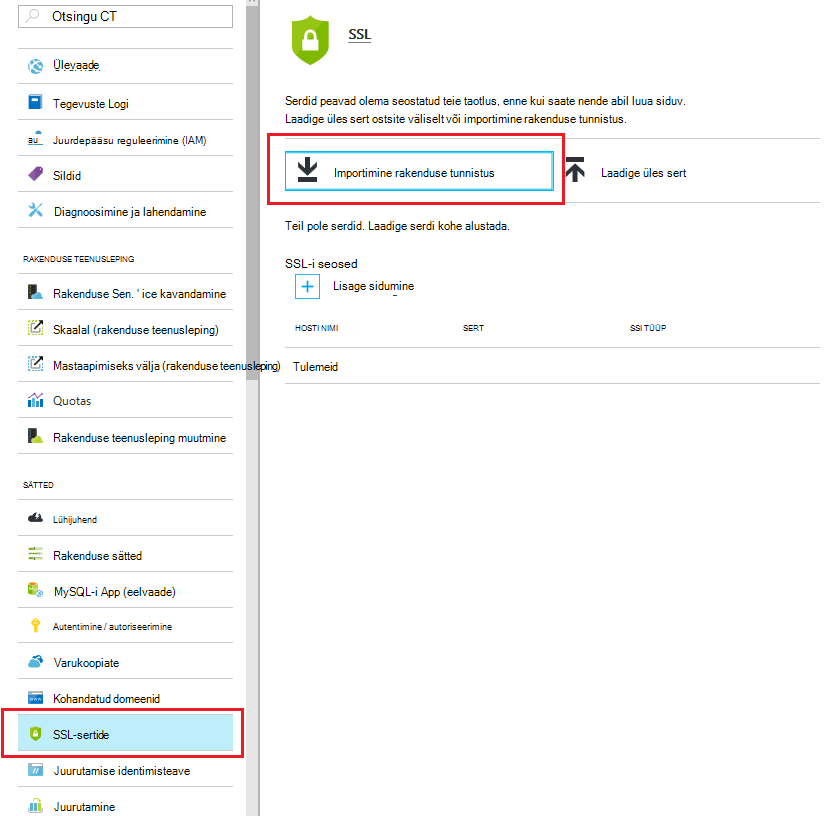 Otsingu CT
Ülevaade
Tegevuste Logi
au
Juurdepääsu reguleerimine (IAM)
Sildid
Diagnoosimine ja lahendamine
RAKENDUSE TEENUSLEPING
Rakenduse Sen. ' ice kavandamine
Skaalal (rakenduse teenusleping)
Mastaapimiseks välja (rakenduse teenusleping)
Quotas
Rakenduse teenusleping muutmine
SÄTTED
Lühijuhend
Rakenduse sätted
MySQL-i App (eelvaade)
Autentimine / autoriseerimine
Varukoopiate
www
Kohandatud domeenid
SSL-sertide
Juurutamise identimisteave
Juurutamine
SSL
Serdid peavad olema seostatud teie taotlus, enne kui saate nende abil luua siduv.
Laadige üles sert ostsite väliselt või importimine rakenduse tunnistus.
Importimine rakenduse tunnistus
Laadige üles sert
Teil pole serdid. Laadige serdi kohe alustada.
SSL-i seosed
Lisage sidumine
HOSTI NIMI SERT SSI TÜÜP
Tulemeid